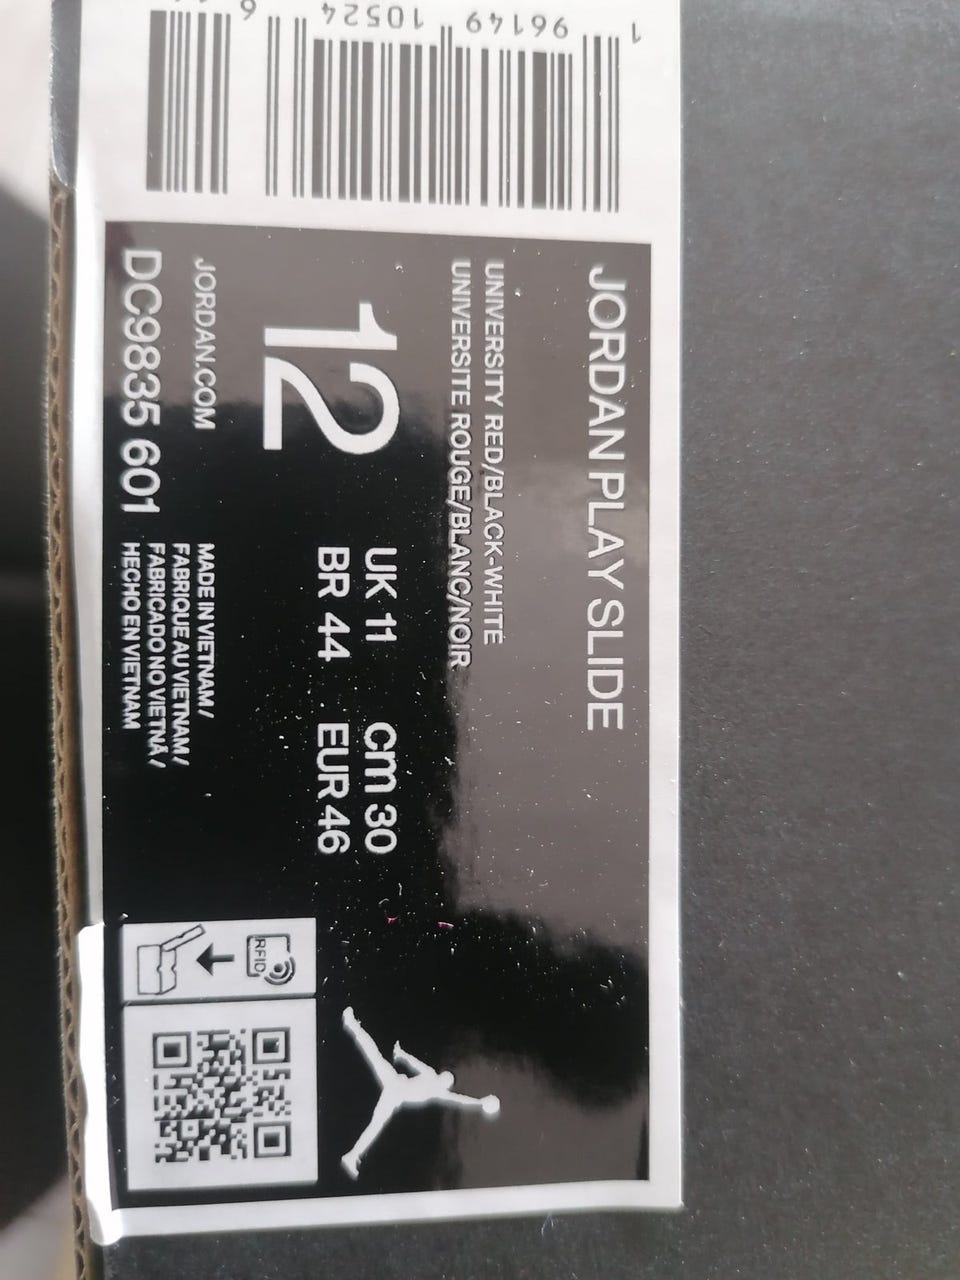 JORDAN PLAY SLIDE
UNIVERSITY RED/BLACK-WHITE
UNIVERSITE ROUGE/BLANC/NOIR
12
UK 11 cm 30
BR 44 EUR 46
JORDAN.COM
DC9835 601
MADE IN VIETNAM/
FABRIQUE AU VIETNAM/
FABRICADO NO VIETNÃ/
HECHO EN VIETNAM
RFID
1 96149 10524 6